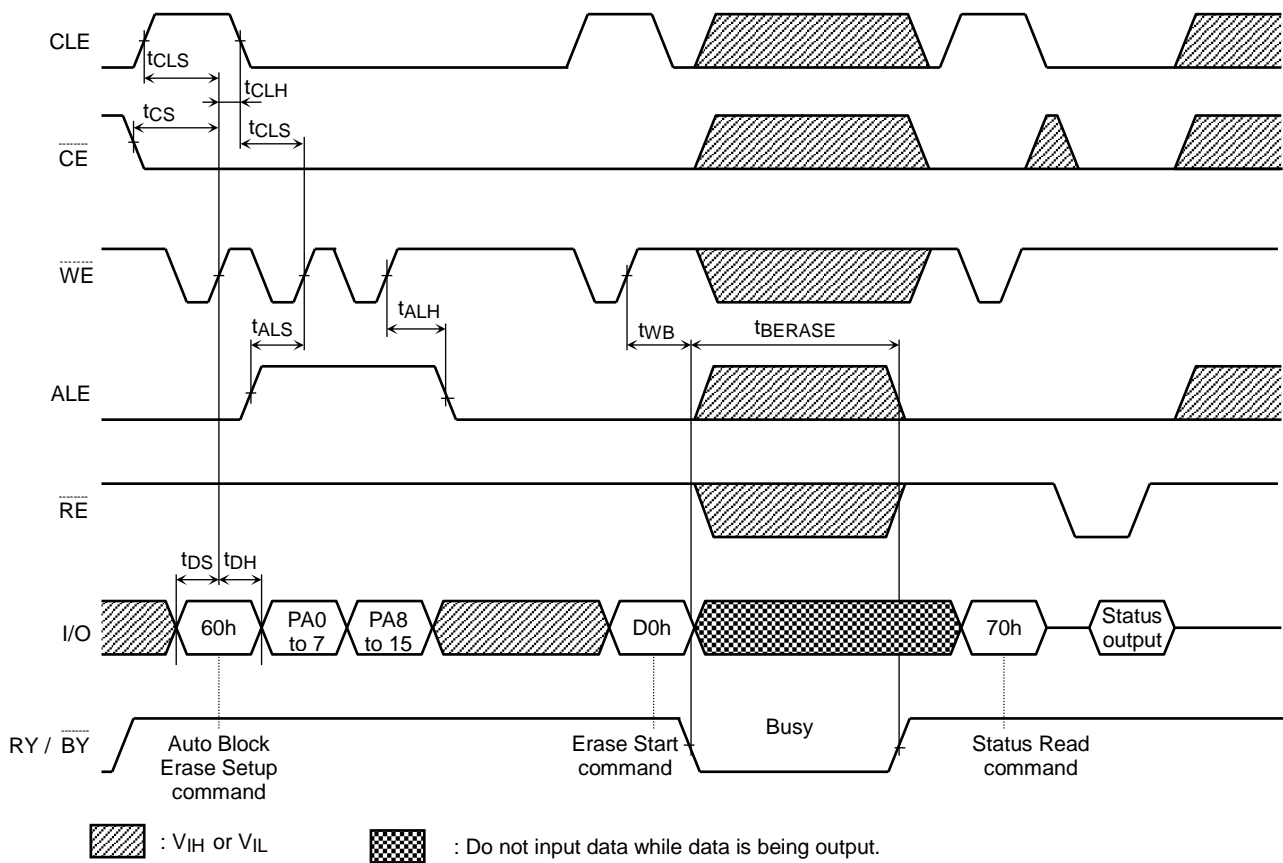 CLE
tCLS
tCLH
tCS
tCLS
CE
WE
tALH
tALS
tWB
tBERASE
ALE
RE
tDS
tDH
I/O
60h
PA0
to 7
PA8
to 15
D0h
70h
Status
output
RY / BY
Busy
Auto Block
Erase Setup
command
Erase Start
command
Status Read
command
: VIH or VIL
: Do not input data while data is being output.